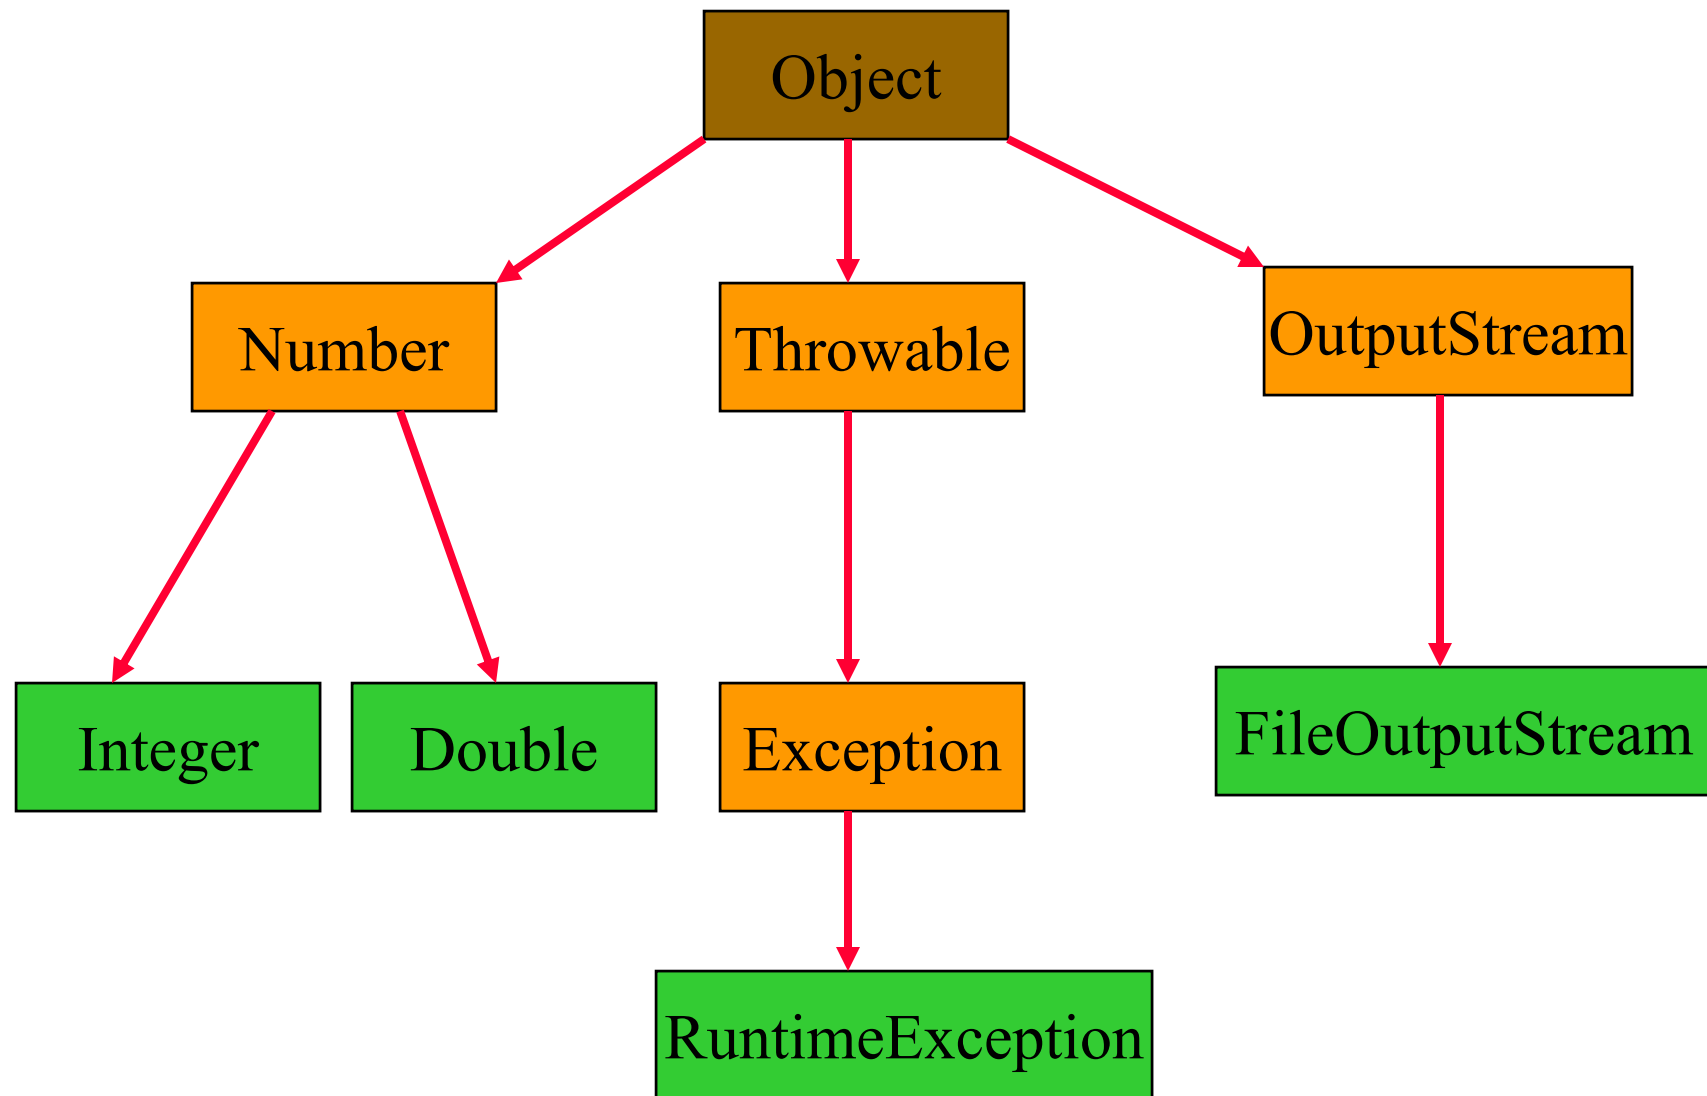 Object
Number
Throwable
OutputStream
Integer
Double
Exception
FileOutputStream
RuntimeException